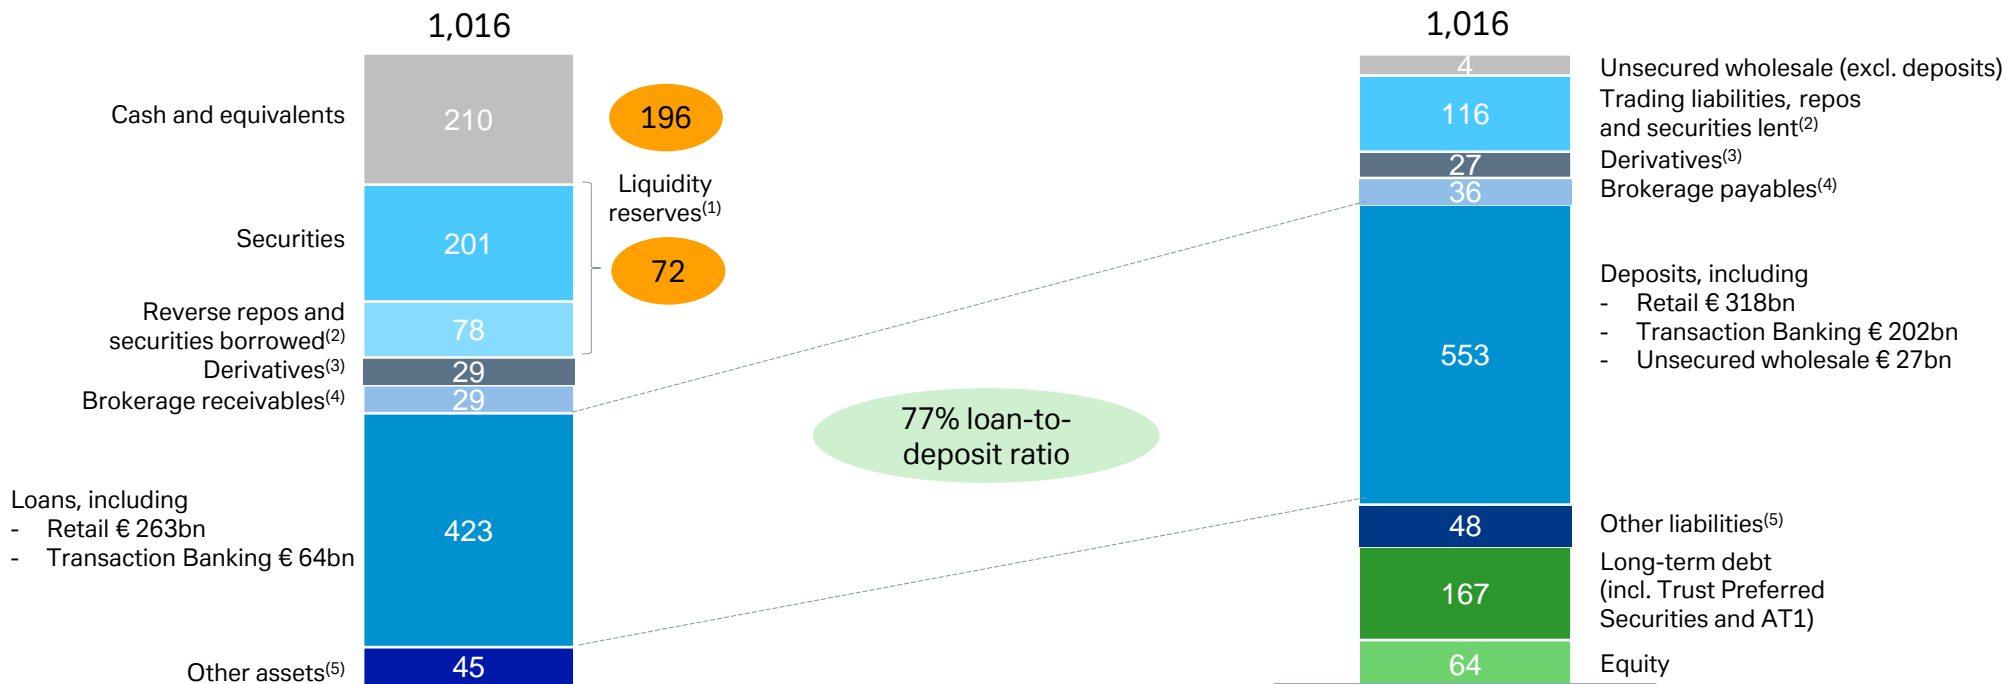 1,016
Cash and equivalents
210
196
Liquidity
reserves(1)
Securities
201
72
Reverse repos and
securities borrowed(2)
78
Derivatives(3)
29
Brokerage receivables(4)
29
Loans, including
- Retail € 263bn
- Transaction Banking € 64bn
423
Other assets(5)
45
77% loan-to-
deposit ratio
1,016
4
Unsecured wholesale (excl. deposits)
116
Trading liabilities, repos
and securities lent(2)
27
Derivatives(3)
36
Brokerage payables(4)
553
Deposits, including
- Retail € 318bn
- Transaction Banking € 202bn
- Unsecured wholesale € 27bn
48
Other liabilities(5)
167
Long-term debt
(incl. Trust Preferred
Securities and AT1)
64
Equity